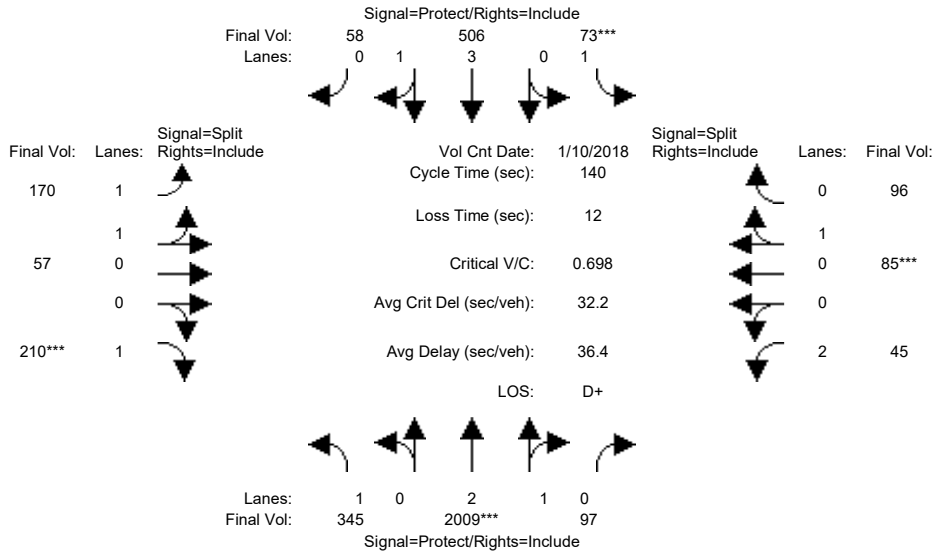 Signal=Protect/Rights=Include
Final Vol: 58 506 73***
Lanes: 0 1 3 0 1
Signal=Split
Final Vol: Lanes: Rights=Include
Vol Cnt Date: 1/10/2018
Signal=Split
Rights=Include Lanes: Final Vol:
Cycle Time (sec): 140
170 1
0 96
Loss Time (sec): 12
1
1
57 0
Critical V/C: 0.698
0 85***
0
Avg Crit Del (sec/veh): 32.2
0
210*** 1
Avg Delay (sec/veh): 36.4
2 45
LOS: D+
Lanes: 1 0 2 1 0
Final Vol: 345 2009*** 97
Signal=Protect/Rights=Include